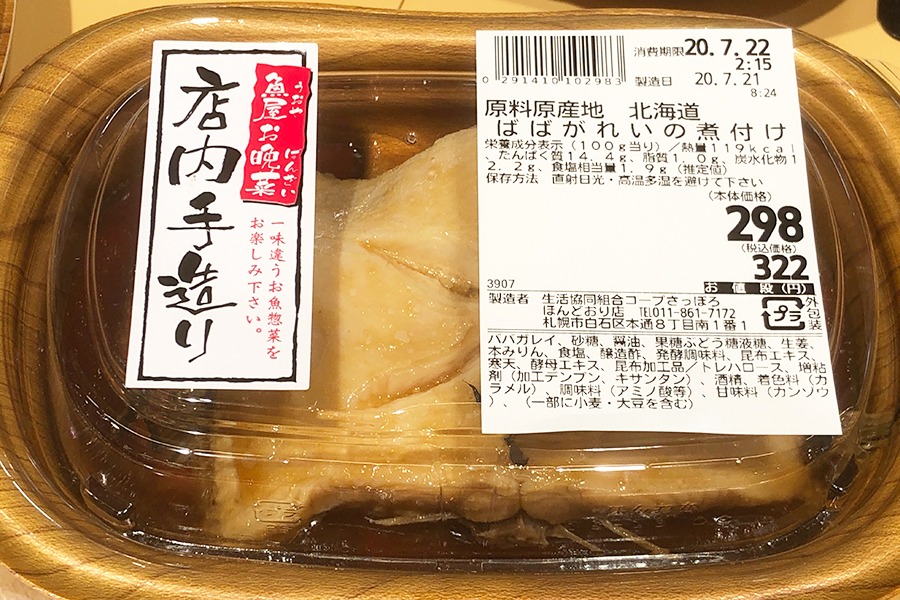 魚屋お晩菜
うおや
ばんさい
店内手造り
一味違うお魚惣菜を
お楽しみ下さい。
0 291410 102983
消費期限20.7.22
2:15
製造日 20.7.21
8:24
原料原産地 北海道
ばばがれいの煮付け
栄養成分表示(100g当り)/熱量119kcal
、たんぱく質14.4g、脂質1.0g、炭水化物1
2.2g、食塩相当量1.9g(推定値)
保存方法 直射日光・高温多湿を避けて下さい
(本体価格)
298
(税込価格)
322
3907
お値段(円)
製造者 生活協同組合コープさっぽろ
ほんどおり店 TEL011-861-7172
札幌市白石区本通8丁目南1番1
プラ
外包装
ババガレイ、砂糖、醤油、果糖ぶどう糖液糖、生姜、
本みりん、食塩、醸造酢、発酵調味料、昆布エキス、
寒天、酵母エキス、昆布加工品/トレハロース、増粘
剤(加工デンプン、キサンタン)、酒精、着色料(カ
ラメル)、調味料(アミノ酸等)、甘味料(カンゾウ
)、(一部に小麦・大豆を含む)